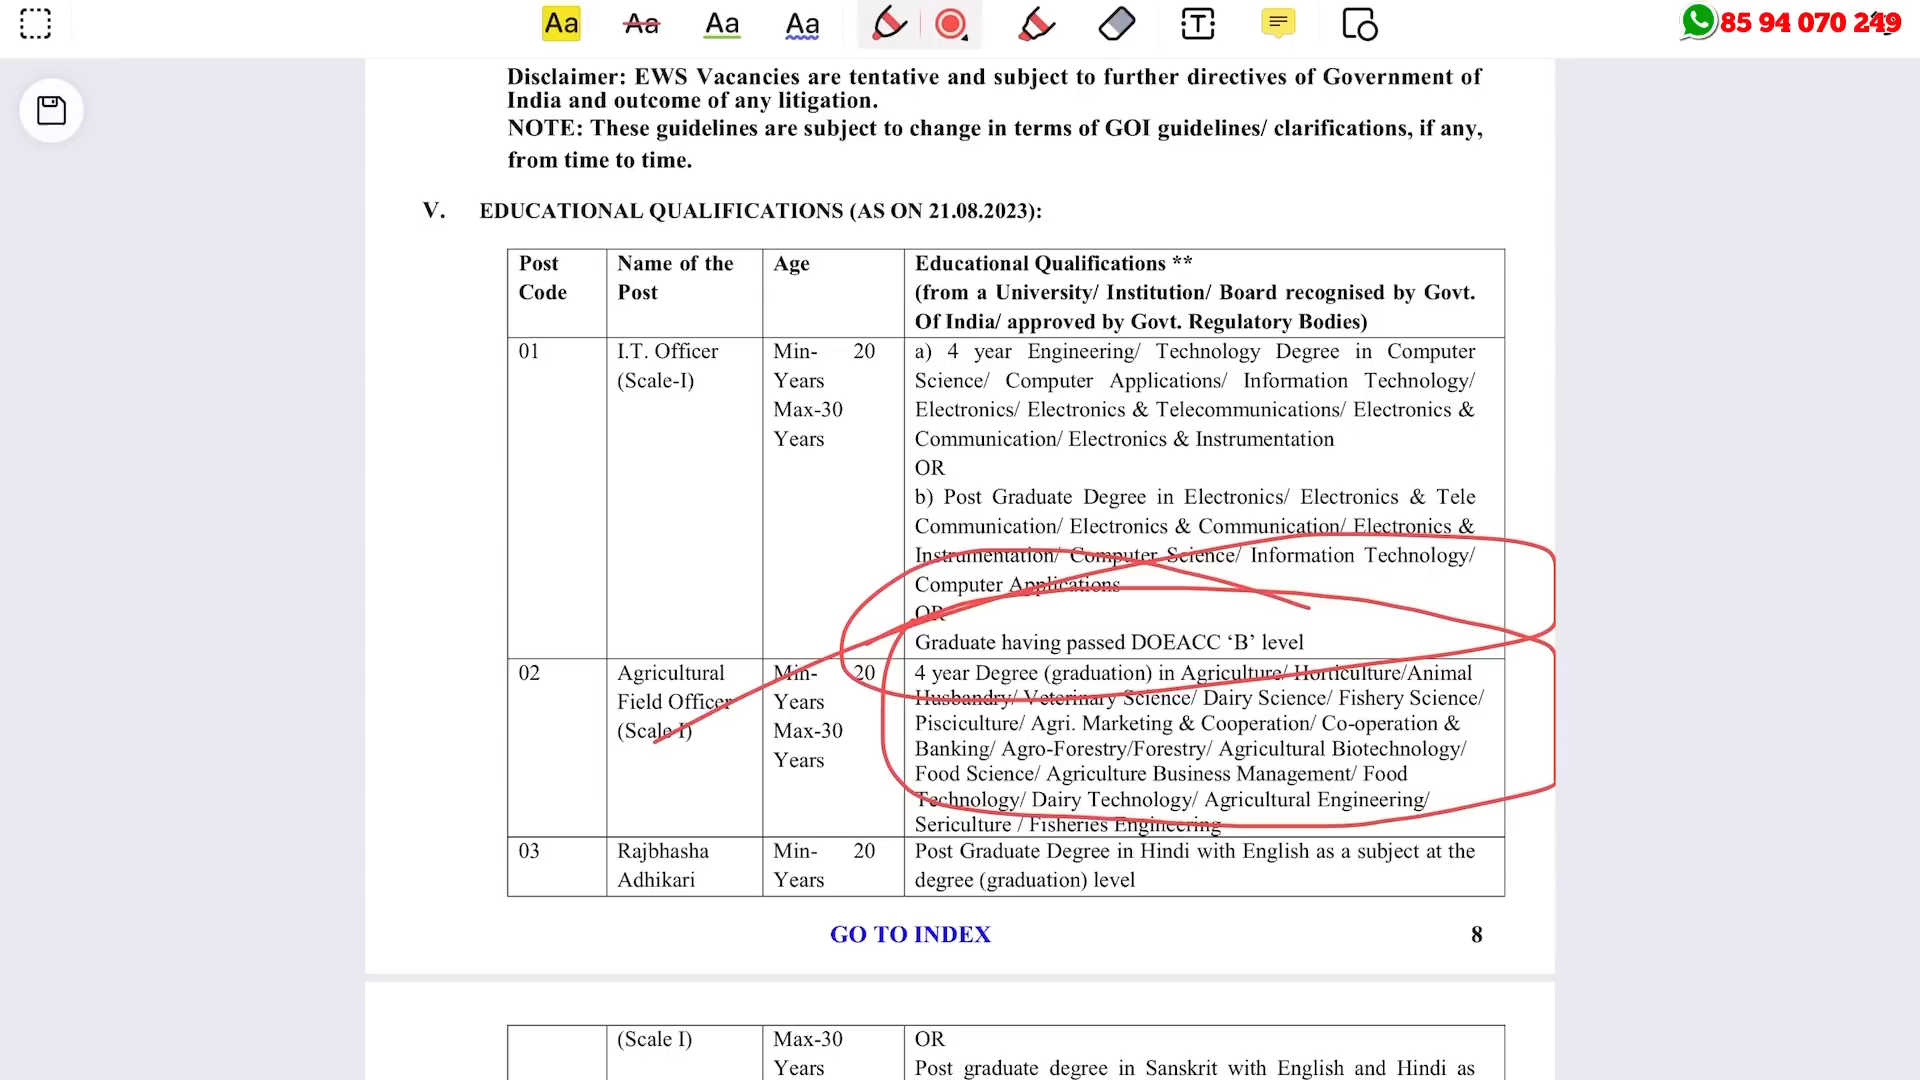 Aa Aa Aa Aa T
85 94 070 249
Disclaimer: EWS Vacancies are tentative and subject to further directives of Government of
India and outcome of any litigation.
NOTE: These guidelines are subject to change in terms of GOI guidelines/ clarifications, if any,
from time to time.
V. EDUCATIONAL QUALIFICATIONS (AS ON 21.08.2023):
Post
Code
Name of the
Post
Age
Educational Qualifications **
(from a University/ Institution/ Board recognised by Govt.
Of India/ approved by Govt. Regulatory Bodies)
01
I.T. Officer
(Scale-I)
Min- 20
Years
Max-30
Years
a) 4 year Engineering/ Technology Degree in Computer
Science/ Computer Applications/ Information Technology/
Electronics/ Electronics & Telecommunications/ Electronics &
Communication/ Electronics & Instrumentation
OR
b) Post Graduate Degree in Electronics/ Electronics & Tele
Communication/ Electronics & Communication/ Electronics &
Instrumentation/ Computer Science/ Information Technology/
Computer Applications
OR
Graduate having passed DOEACC ‘B’ level
02
Agricultural
Field Officer
(Scale I)
Min- 20
Years
Max-30
Years
4 year Degree (graduation) in Agriculture/ Horticulture/Animal
Husbandry/ Veterinary Science/ Dairy Science/ Fishery Science/
Pisciculture/ Agri. Marketing & Cooperation/ Co-operation &
Banking/ Agro-Forestry/Forestry/ Agricultural Biotechnology/
Food Science/ Agriculture Business Management/ Food
Technology/ Dairy Technology/ Agricultural Engineering/
Sericulture / Fisheries Engineering
03
Rajbhasha
Adhikari
Min- 20
Years
Post Graduate Degree in Hindi with English as a subject at the
degree (graduation) level
GO TO INDEX 8
(Scale I)
Max-30
Years
OR
Post graduate degree in Sanskrit with English and Hindi as